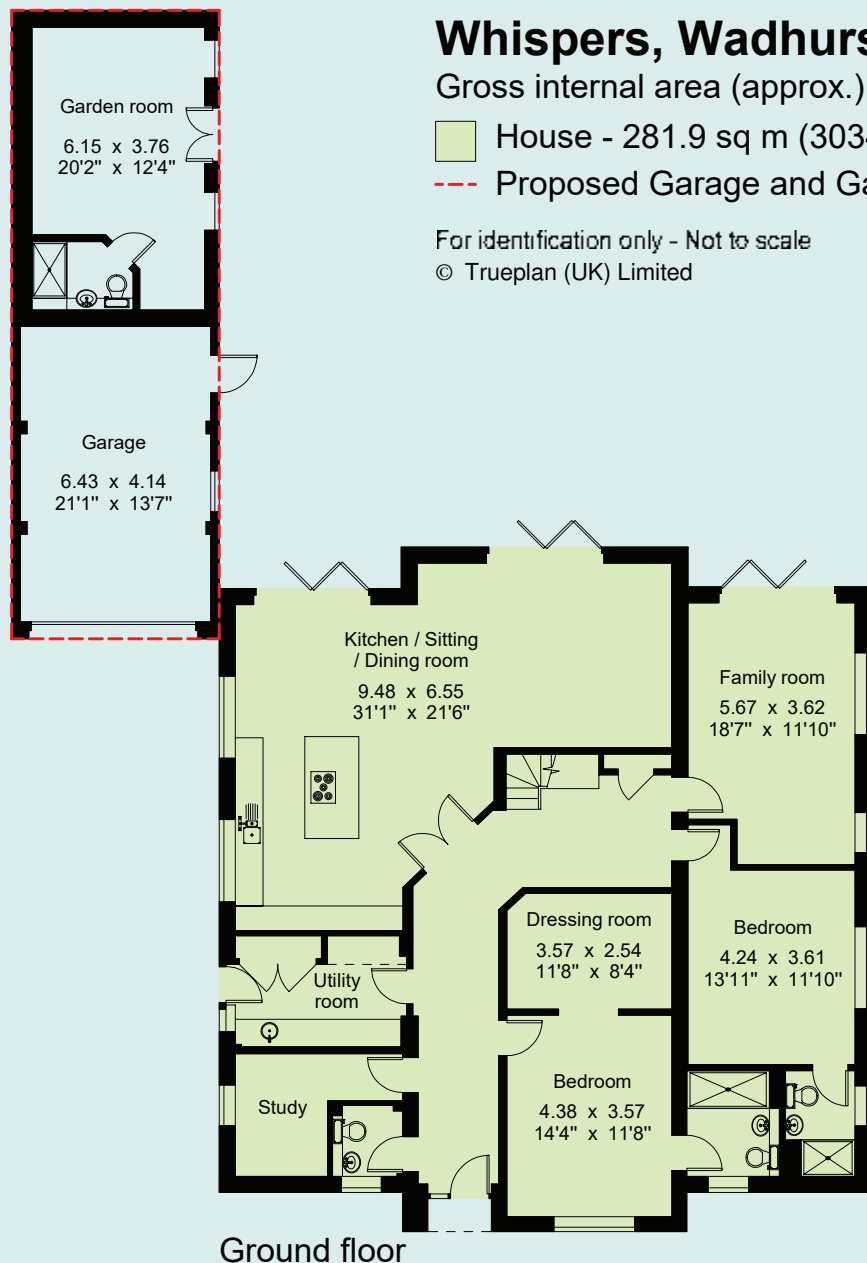 Whispers, Wadhurs
Gross internal area (approx.)
House - 281.9 sq m (3034
Proposed Garage and Ga
For identification only - Not to scale
© Trueplan (UK) Limited
Garden room
6.15 x 3.76
20'2" x 12'4"
Garage
6.43 x 4.14
21'1" x 13'7"
Kitchen / Sitting
/ Dining room
9.48 x 6.55
31'1" x 21'6"
Family room
5.67 x 3.62
18'7" x 11'10"
Dressing room
3.57 x 2.54
11'8" x 8'4"
Bedroom
4.24 x 3.61
13'11" x 11'10"
Utility
room
Study
Bedroom
4.38 x 3.57
14'4" x 11'8"
Ground floor